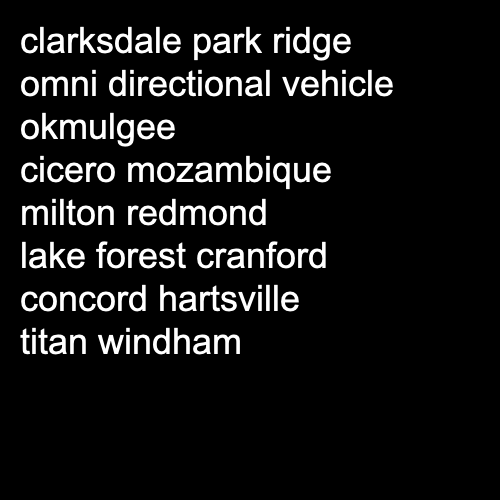 clarksdale park ridge
omni directional vehicle
okmulgee
cicero mozambique
milton redmond
lake forest cranford
concord hartsville
titan windham